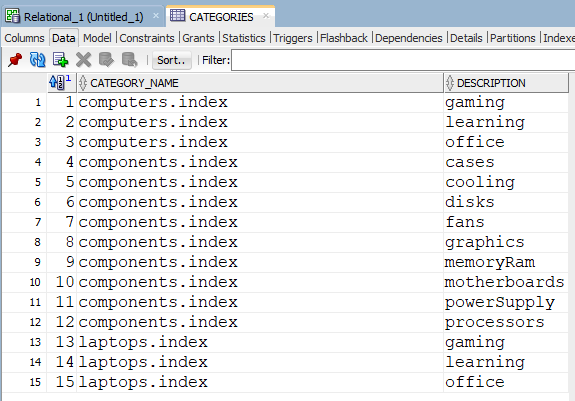 Relational_1 (Untitled_1) CATEGORIES
Columns Data Model Constraints Grants Statistics Triggers Flashback Dependencies Details Partitions Indexe
Sort.. Filter:
CATEGORY_NAME DESCRIPTION
1 1 computers.index gaming
2 2 computers.index learning
3 3 computers.index office
4 4 components.index cases
5 5 components.index cooling
6 6 components.index disks
7 7 components.index fans
8 8 components.index graphics
9 9 components.index memoryRam
10 10 components.index motherboards
11 11 components.index powerSupply
12 12 components.index processors
13 13 laptops.index gaming
14 14 laptops.index learning
15 15 laptops.index office